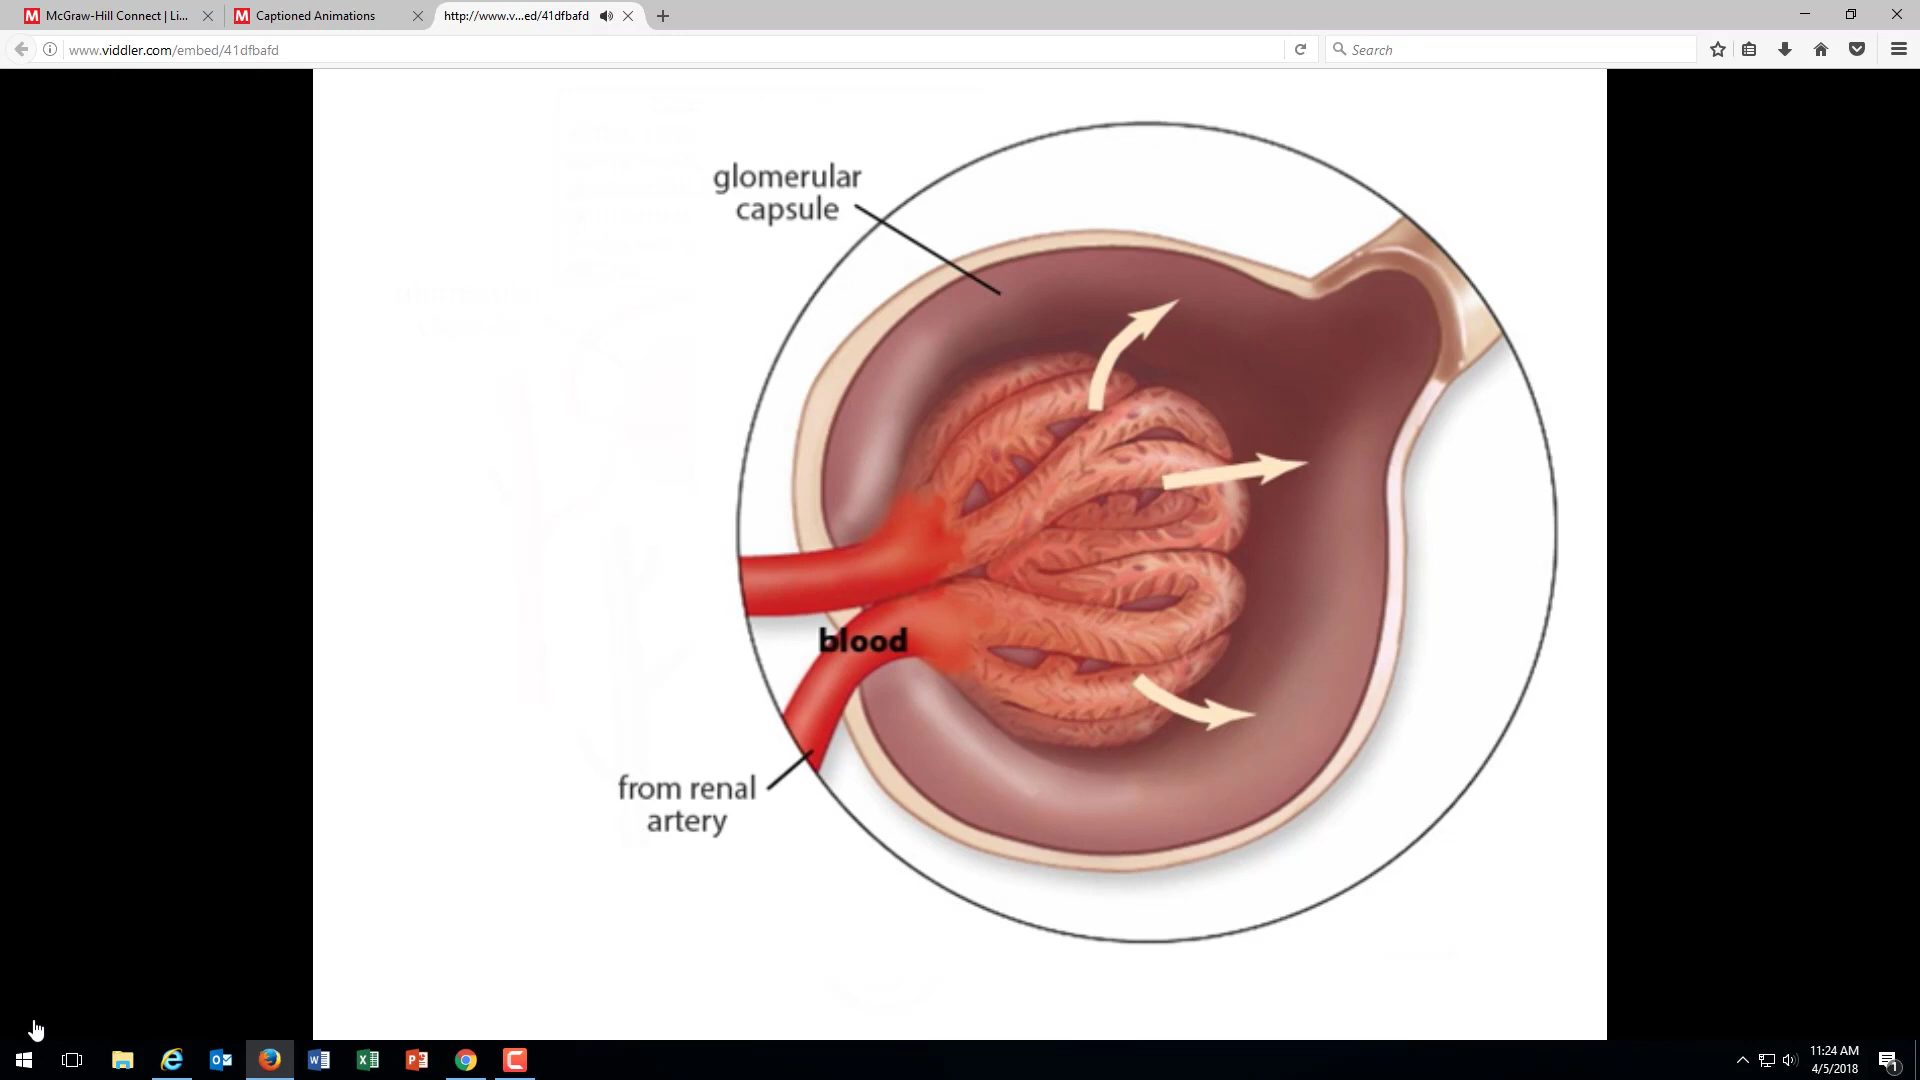 McGraw-Hill Connect | Li...
Captioned Animations
http://www.v...ed/41dfbafd
www.viddler.com/embed/41dfbafd
Search
glomerular
capsule
blood
from renal
artery
11:24 AM
4/5/2018
1